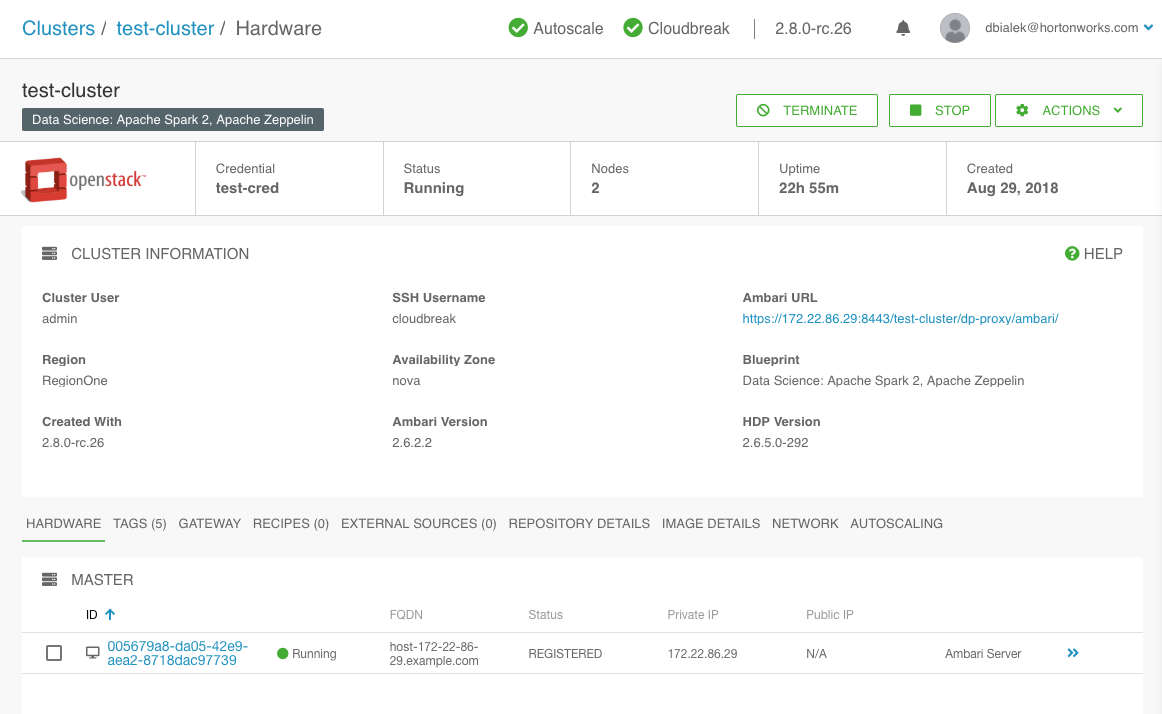 Clusters / test-cluster / Hardware
Autoscale
Cloudbreak
2.8.0-rc.26
dbialek@hortonworks.com
test-cluster
Data Science: Apache Spark 2, Apache Zeppelin
TERMINATE
STOP
ACTIONS
openstack™
Credential
test-cred
Status
Running
Nodes
2
Uptime
22h 55m
Created
Aug 29, 2018
CLUSTER INFORMATION
HELP
Cluster User
admin
SSH Username
cloudbreak
Ambari URL
https://172.22.86.29:8443/test-cluster/dp-proxy/ambari/
Region
RegionOne
Availability Zone
nova
Blueprint
Data Science: Apache Spark 2, Apache Zeppelin
Created With
2.8.0-rc.26
Ambari Version
2.6.2.2
HDP Version
2.6.5.0-292
HARDWARE TAGS (5) GATEWAY RECIPES (0) EXTERNAL SOURCES (0) REPOSITORY DETAILS IMAGE DETAILS NETWORK AUTOSCALING
MASTER
ID FQDN Status Private IP Public IP
005679a8-da05-42e9-
aea2-8718dac97739
Running
host-172-22-86-
29.example.com
REGISTERED
172.22.86.29
N/A
Ambari Server